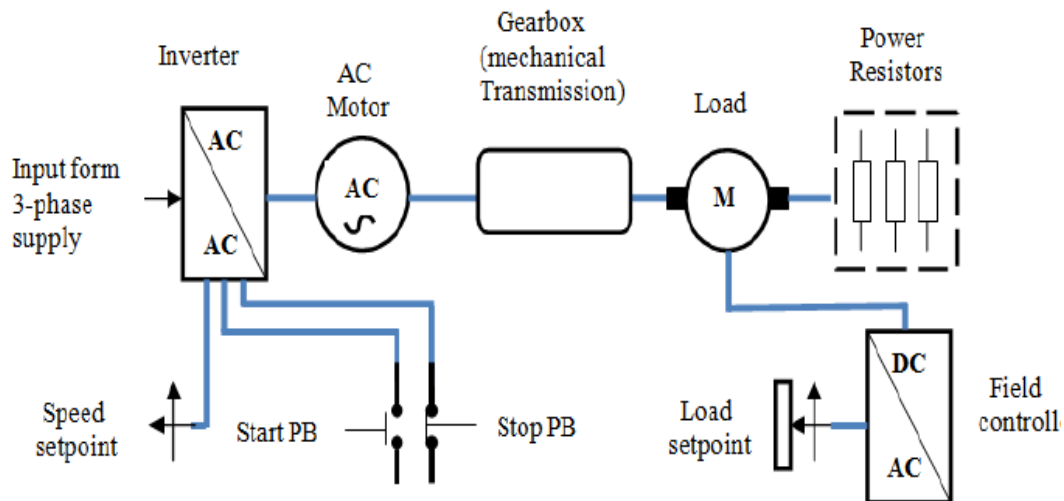 Inverter
AC
Motor
Gearbox
(mechanical
Transmission)
Load
Power
Resistors
Input form
3-phase
supply
AC
AC
AC
M
Speed
setpoint
Start PB
Stop PB
Load
setpoint
DC
AC
Field
controlle